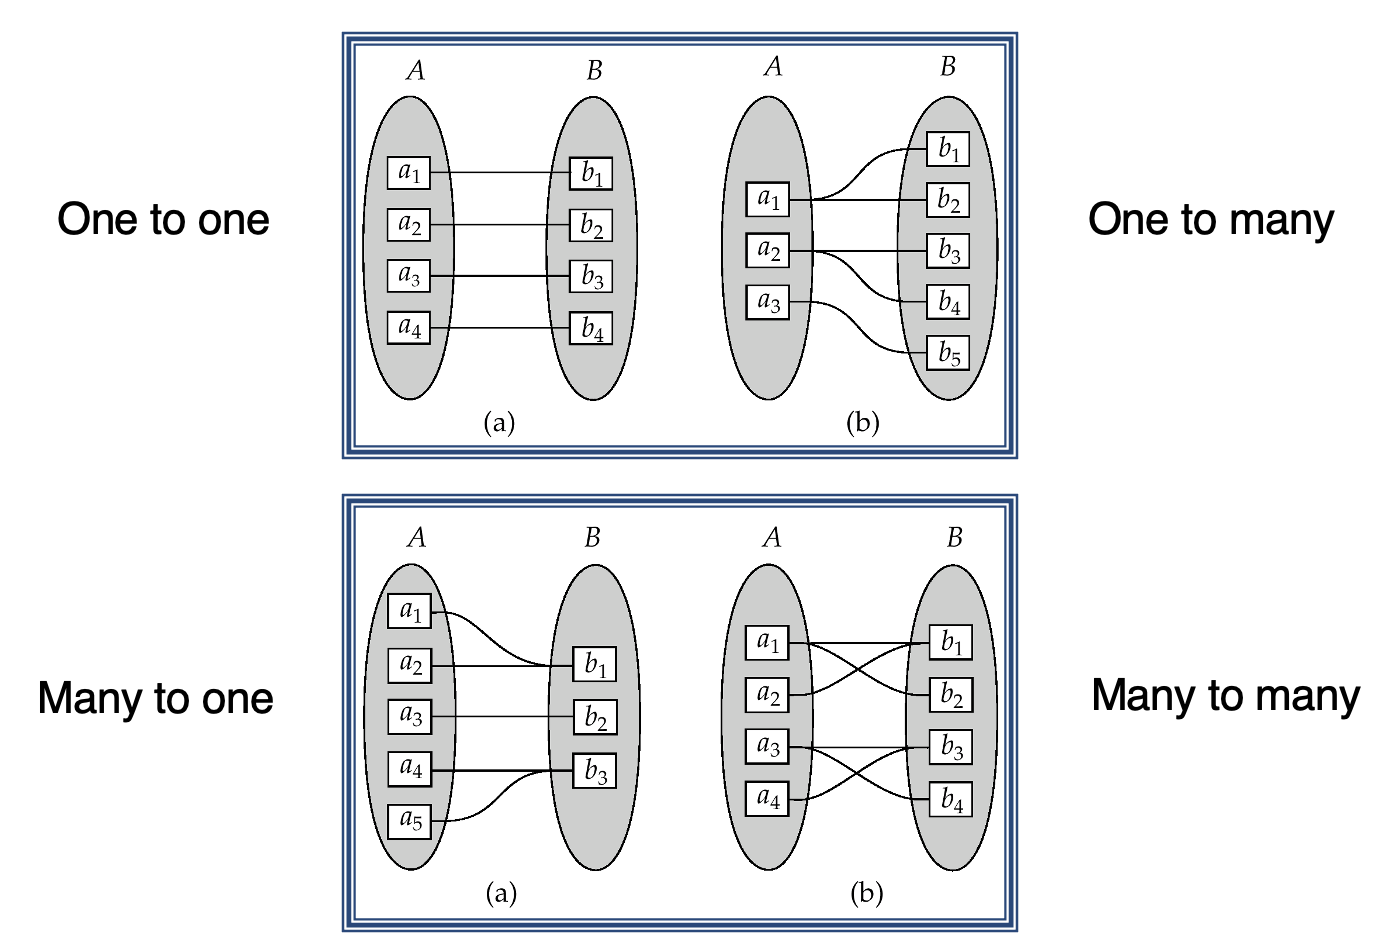 A B
a1 b1
a2 b2
a3 b3
a4 b4
(a)
One to one
A B
a1
a2
a3
b1
b2
b3
b4
b5
(b)
One to many
A B
a1
a2
a3
a4
a5
b1
b2
b3
(a)
Many to one
A B
a1 b1
a2 b2
a3 b3
a4 b4
(b)
Many to many